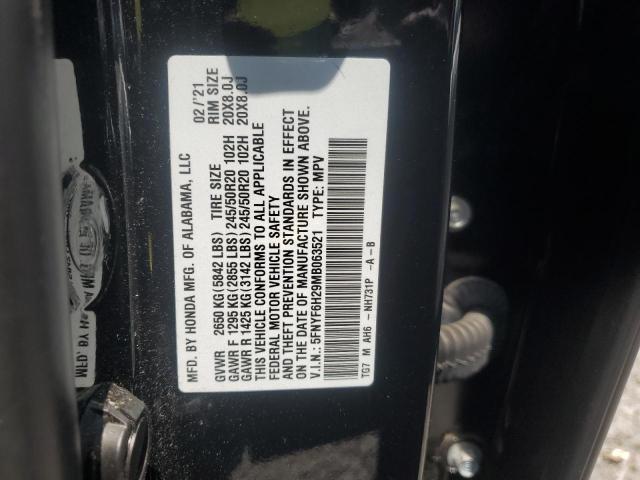 MFD. BY HONDA MFG. OF ALABAMA, LLC 02/'21
GVWR 2650 KG(5842 LBS) TIRE SIZE RIM SIZE
GAWR F 1295 KG(2855 LBS)245/50R20 102H 20X8.0J
GAWR R 1425 KG(3142 LBS)245/50R20 102H 20X8.0J
THIS VEHICLE CONFORMS TO ALL APPLICABLE
FEDERAL MOTOR VEHICLE SAFETY
AND THEFT PREVENTION STANDARDS IN EFFECT
ON THE DATE OF MANUFACTURE SHOWN ABOVE.
V.I.N.: 5FNYF6H29MB063521 TYPE: MPV
TG7 M AH6 -NH731P -A-B
MFD. BY